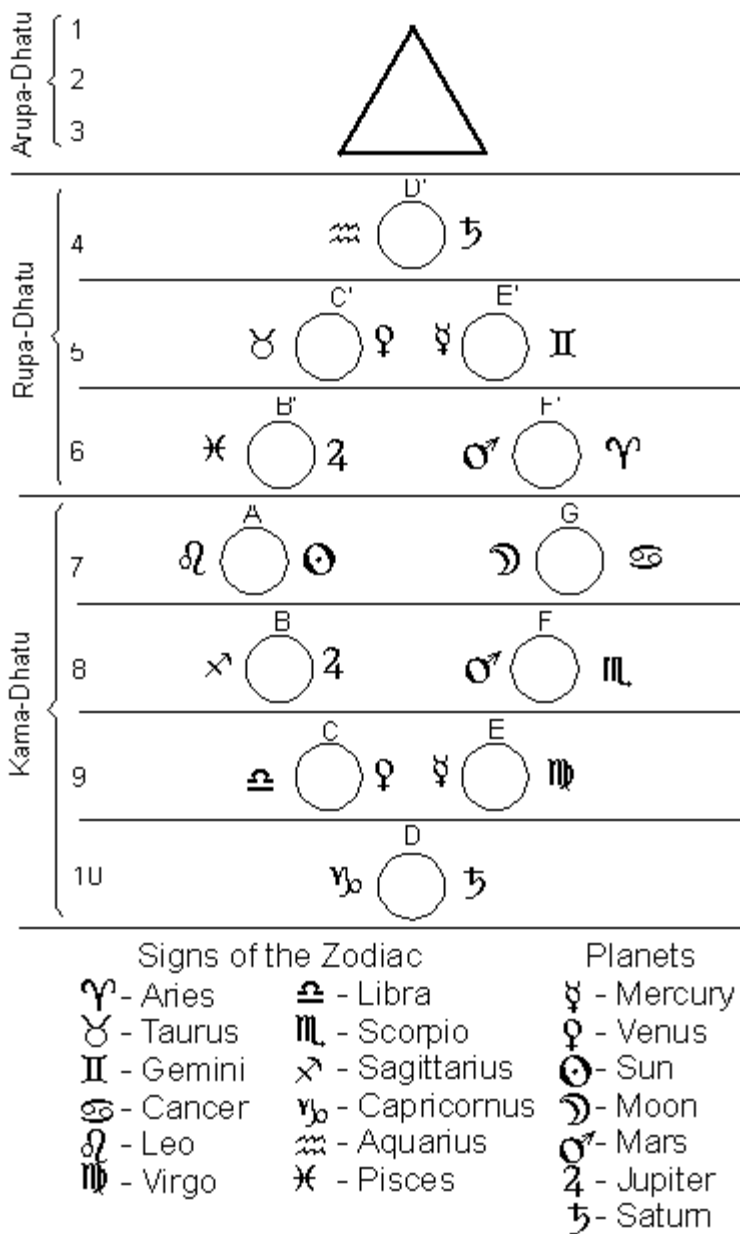 Arupa-Dhatu
1
2
3
Rupa-Dhatu
D'
4
♒ ♄
C' E'
5
♉ ♀ ☿ ♊
B' F'
6
♓ ♃ ♂ ♈
Kama-Dhatu
A G
7
♌ ☉ ☽ ♋
B F
8
♐ ♃ ♂ ♏
C E
9
♎ ♀ ☿ ♍
D
10
♑ ♄
Signs of the Zodiac Planets
♈ - Aries ♎ - Libra ☿ - Mercury
♉ - Taurus ♏ - Scorpio ♀ - Venus
♊ - Gemini ♐ - Sagittarius ☉ - Sun
♋ - Cancer ♑ - Capricornus ☽ - Moon
♌ - Leo ♒ - Aquarius ♂ - Mars
♍ - Virgo ♓ - Pisces ♃ - Jupiter
♄ - Saturn